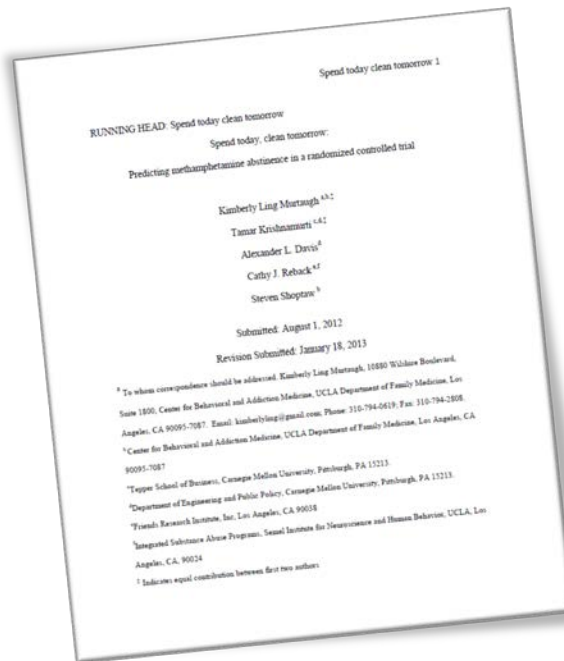 Spend today clean tomorrow 1
RUNNING HEAD: Spend today clean tomorrow
Spend today, clean tomorrow:
Predicting methamphetamine abstinence in a randomized controlled trial
Kimberly Ling Murtaugh a,b,‡
Tamar Krishnamurti c,d,‡
Alexander L. Davis d
Cathy J. Reback e,f
Steven Shoptaw b
Submitted: August 1, 2012
Revision Submitted: January 18, 2013
a To whom correspondence should be addressed. Kimberly Ling Murtaugh, 10880 Wilshire Boulevard,
Suite 1800, Center for Behavioral and Addiction Medicine, UCLA Department of Family Medicine, Los
Angeles, CA 90095-7087. Email: kimberlyling@gmail.com; Phone: 310-794-0619; Fax: 310-794-2808.
b Center for Behavioral and Addiction Medicine, UCLA Department of Family Medicine, Los Angeles, CA
90095-7087
Tepper School of Business, Carnegie Mellon University, Pittsburgh, PA 15213.
Department of Engineering and Public Policy, Carnegie Mellon University, Pittsburgh, PA 15213.
Friends Research Institute, Inc, Los Angeles, CA 90038
Integrated Substance Abuse Programs, Semel Institute for Neuroscience and Human Behavior, UCLA, Los
Angeles, CA, 90024
‡ Indicates equal contribution between first two authors